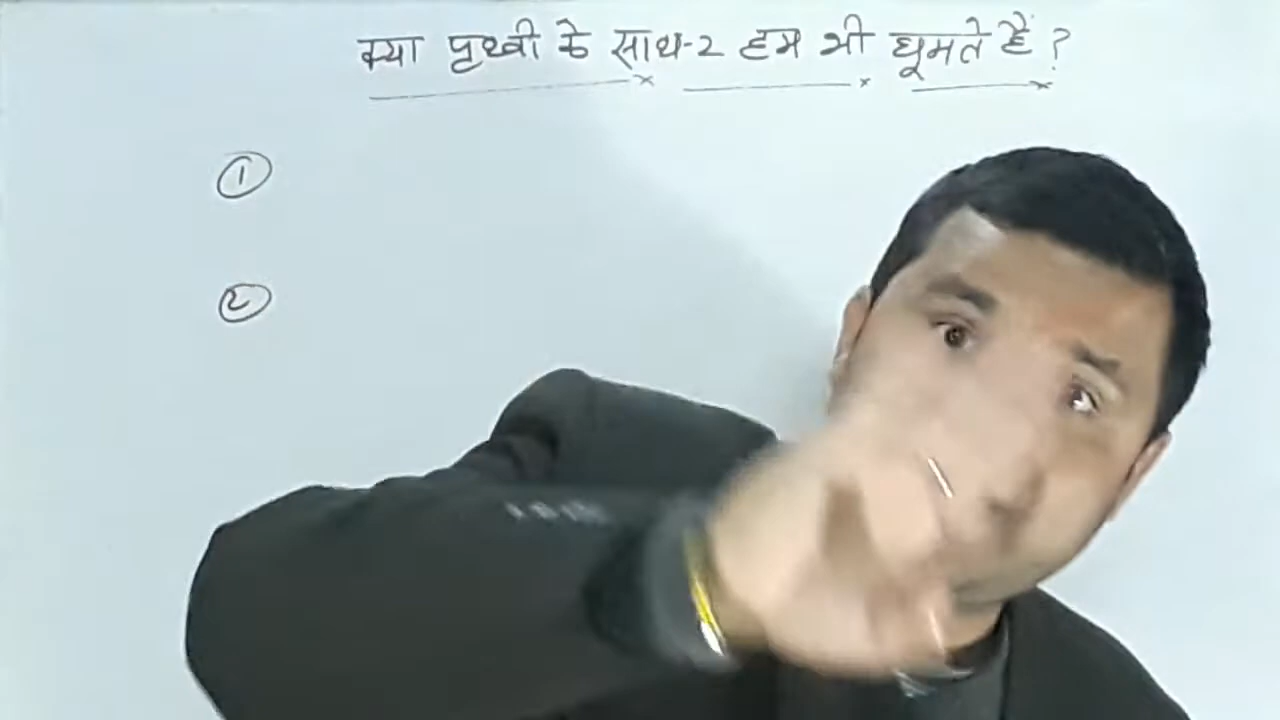 क्या पृथ्वी के साथ-2 हम भी घूमते हैं ?
①
②